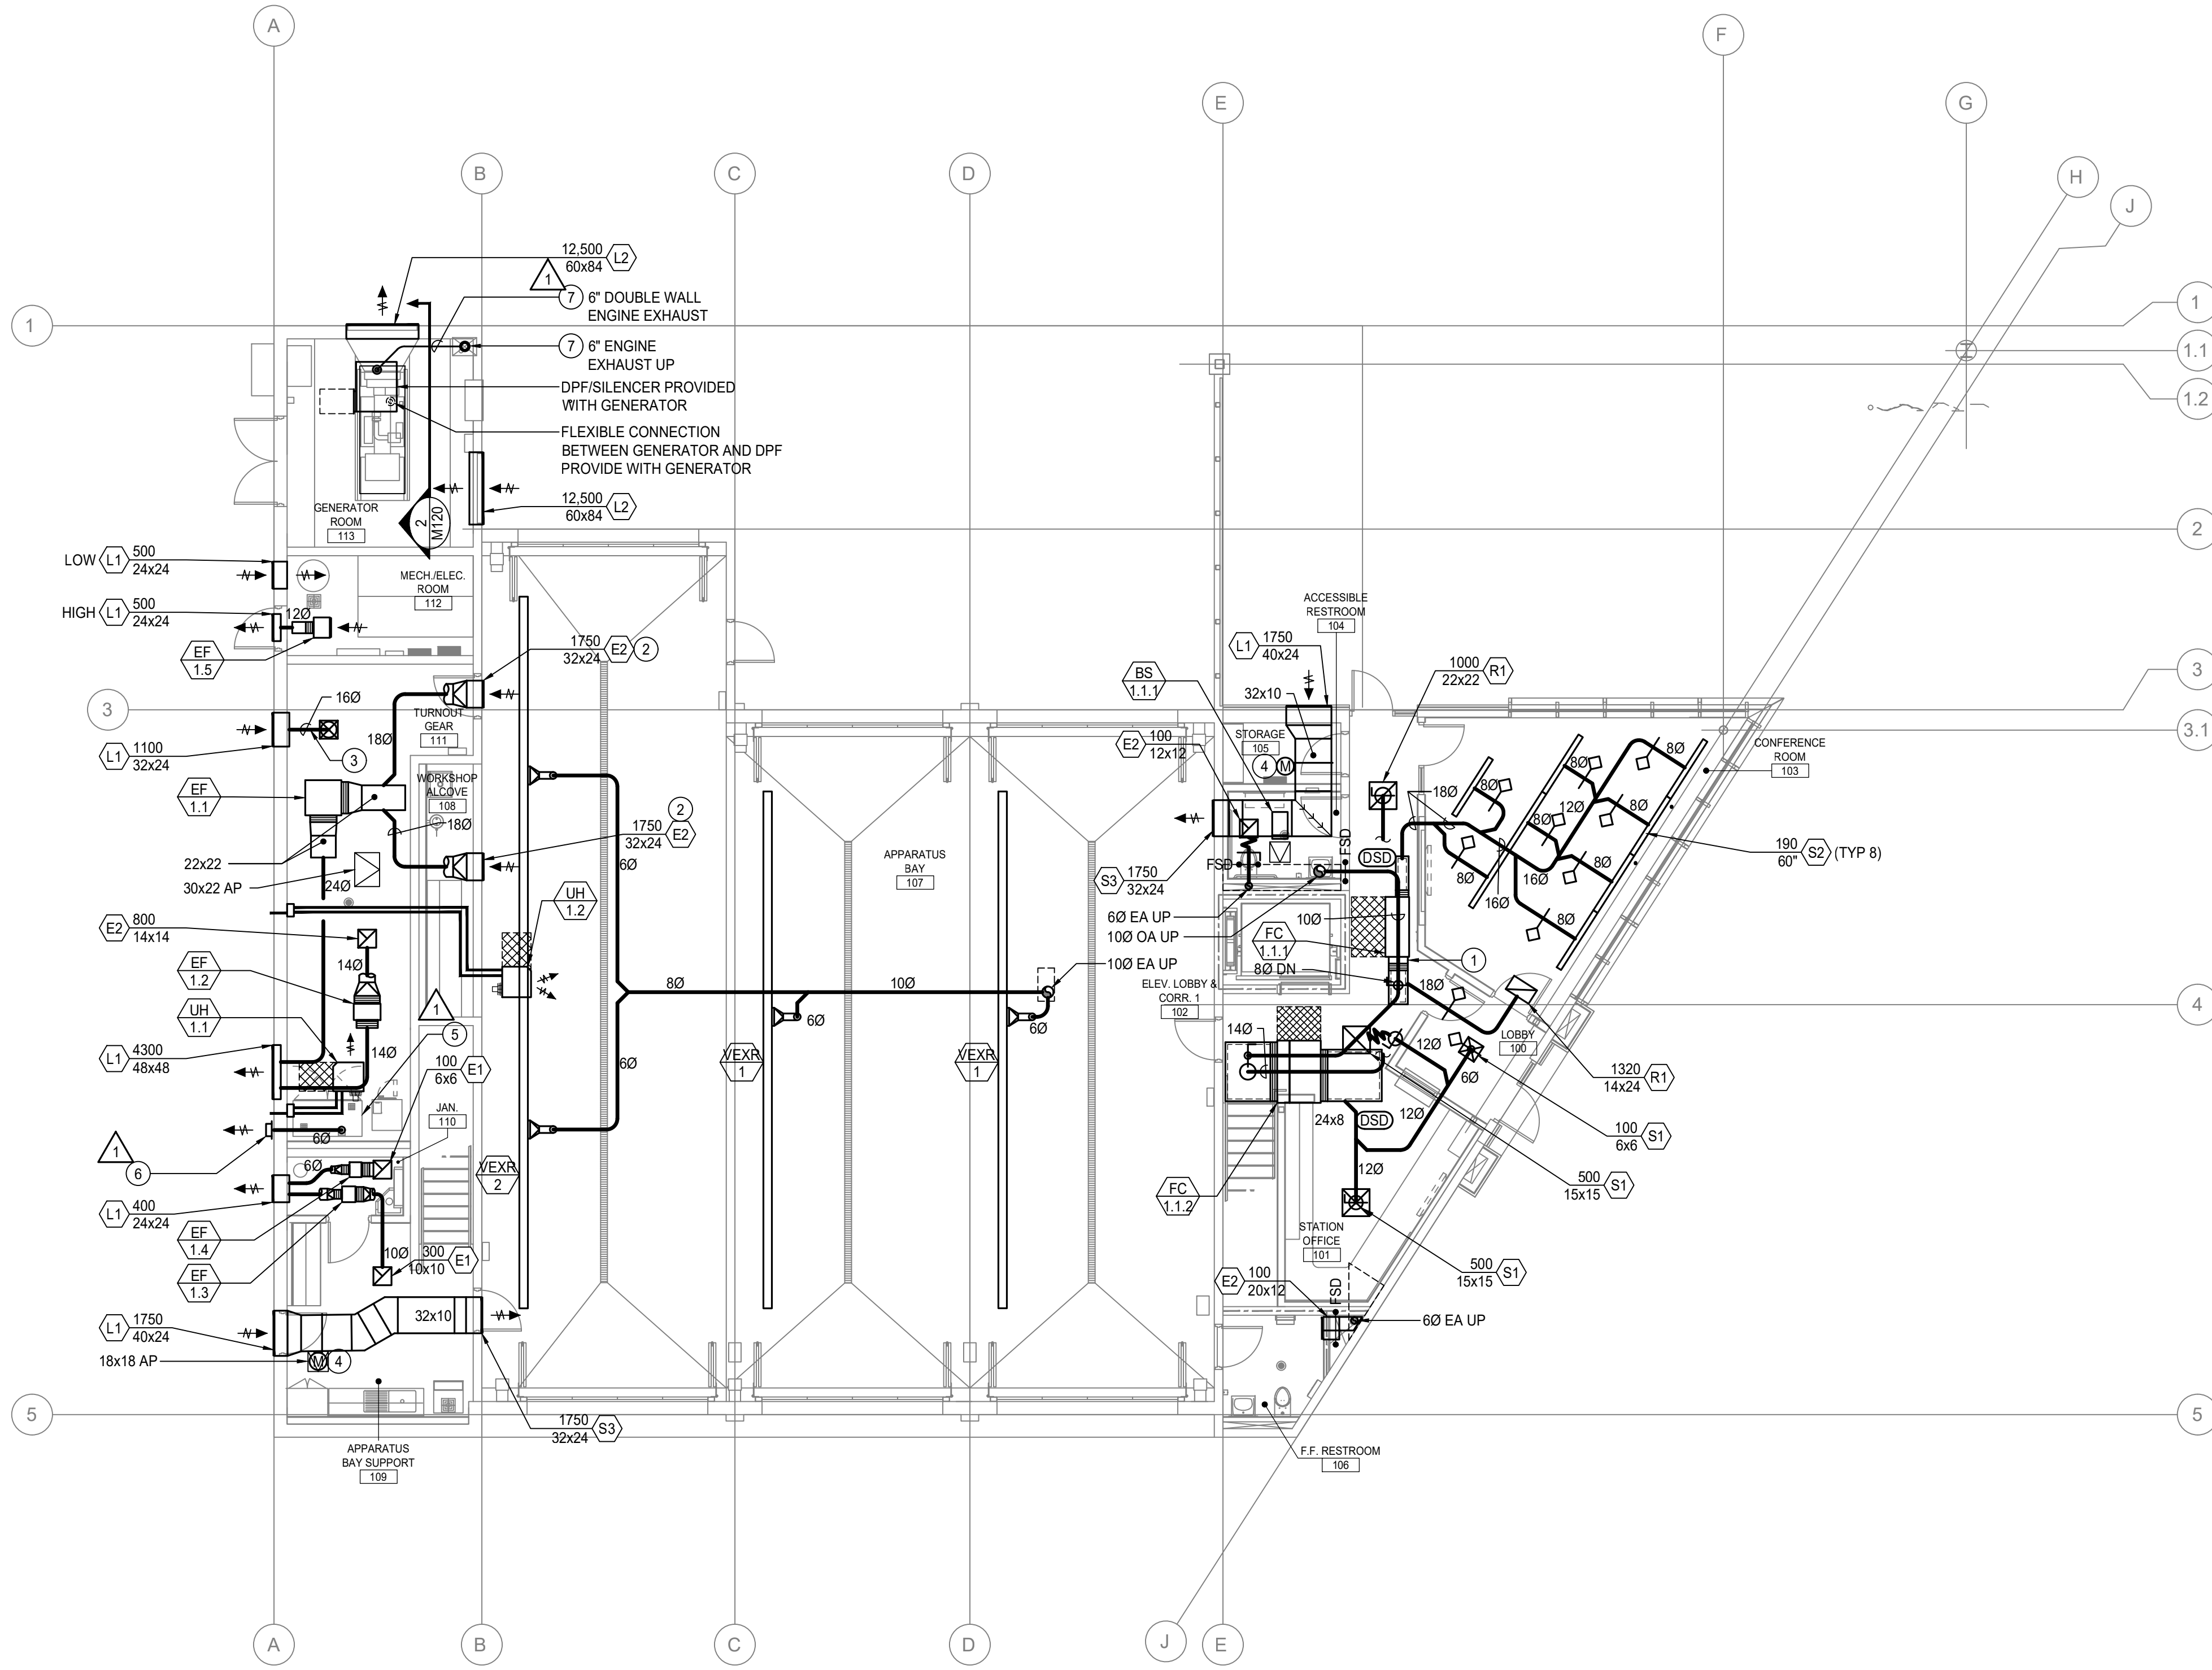 A
F
E
G
B
C
D
H
J
12,500
60x84
L2
1
7
6" DOUBLE WALL
ENGINE EXHAUST
1
1
7
6" ENGINE
EXHAUST UP
1.1
DPF/SILENCER PROVIDED
WITH GENERATOR
1.2
FLEXIBLE CONNECTION
BETWEEN GENERATOR AND DPF
PROVIDE WITH GENERATOR
12,500
60x84
L2
GENERATOR
ROOM
113
2
M120
2
LOW
L1
500
24x24
MECH./ELEC.
ROOM
112
HIGH
L1
500
24x24
12Ø
EF
1.5
ACCESSIBLE
RESTROOM
104
1750
32x24
E2
2
L1
1750
40x24
1000
22x22
R1
BS
1.1.1
32x10
3
3
16Ø
TURNOUT
GEAR
111
18Ø
L1
1100
32x24
3
E2
100
12x12
STORAGE
105
4
M
3.1
CONFERENCE
ROOM
103
8Ø
8Ø
8Ø
EF
1.1
WORKSHOP
ALCOVE
108
18Ø
18Ø
12Ø
8Ø
8Ø
2
1750
32x24
E2
FSD
DSD
190
60"
S2
(TYP 8)
22x22
30x22 AP
24Ø
6Ø
APPARATUS
BAY
107
S3
1750
32x24
FSD
8Ø
16Ø
8Ø
16Ø
8Ø
UH
1.2
6Ø EA UP
10Ø OA UP
10Ø
E2
800
14x14
FC
1.1.1
1
14Ø
EF
1.2
8Ø
10Ø
10Ø EA UP
8Ø DN
18Ø
ELEV. LOBBY &
CORR. 1
102
4
UH
1.1
1
5
6Ø
6Ø
14Ø
12Ø
LOBBY
100
L1
4300
48x48
14Ø
100
6x6
E1
6Ø
VEXR
1
VEXR
1
6Ø
1320
14x24
R1
JAN.
110
24x8
DSD
12Ø
100
6x6
S1
1
6
6Ø
6Ø
VEXR
2
12Ø
500
15x15
S1
L1
400
24x24
FC
1.1.2
EF
1.4
STATION
OFFICE
101
10Ø
300
10x10
E1
500
15x15
S1
EF
1.3
E2
100
20x12
FSD
L1
1750
40x24
32x10
6Ø EA UP
18x18 AP
M
4
5
5
1750
32x24
S3
APPARATUS
BAY SUPPORT
109
F.F. RESTROOM
106
A
B
C
D
J
E